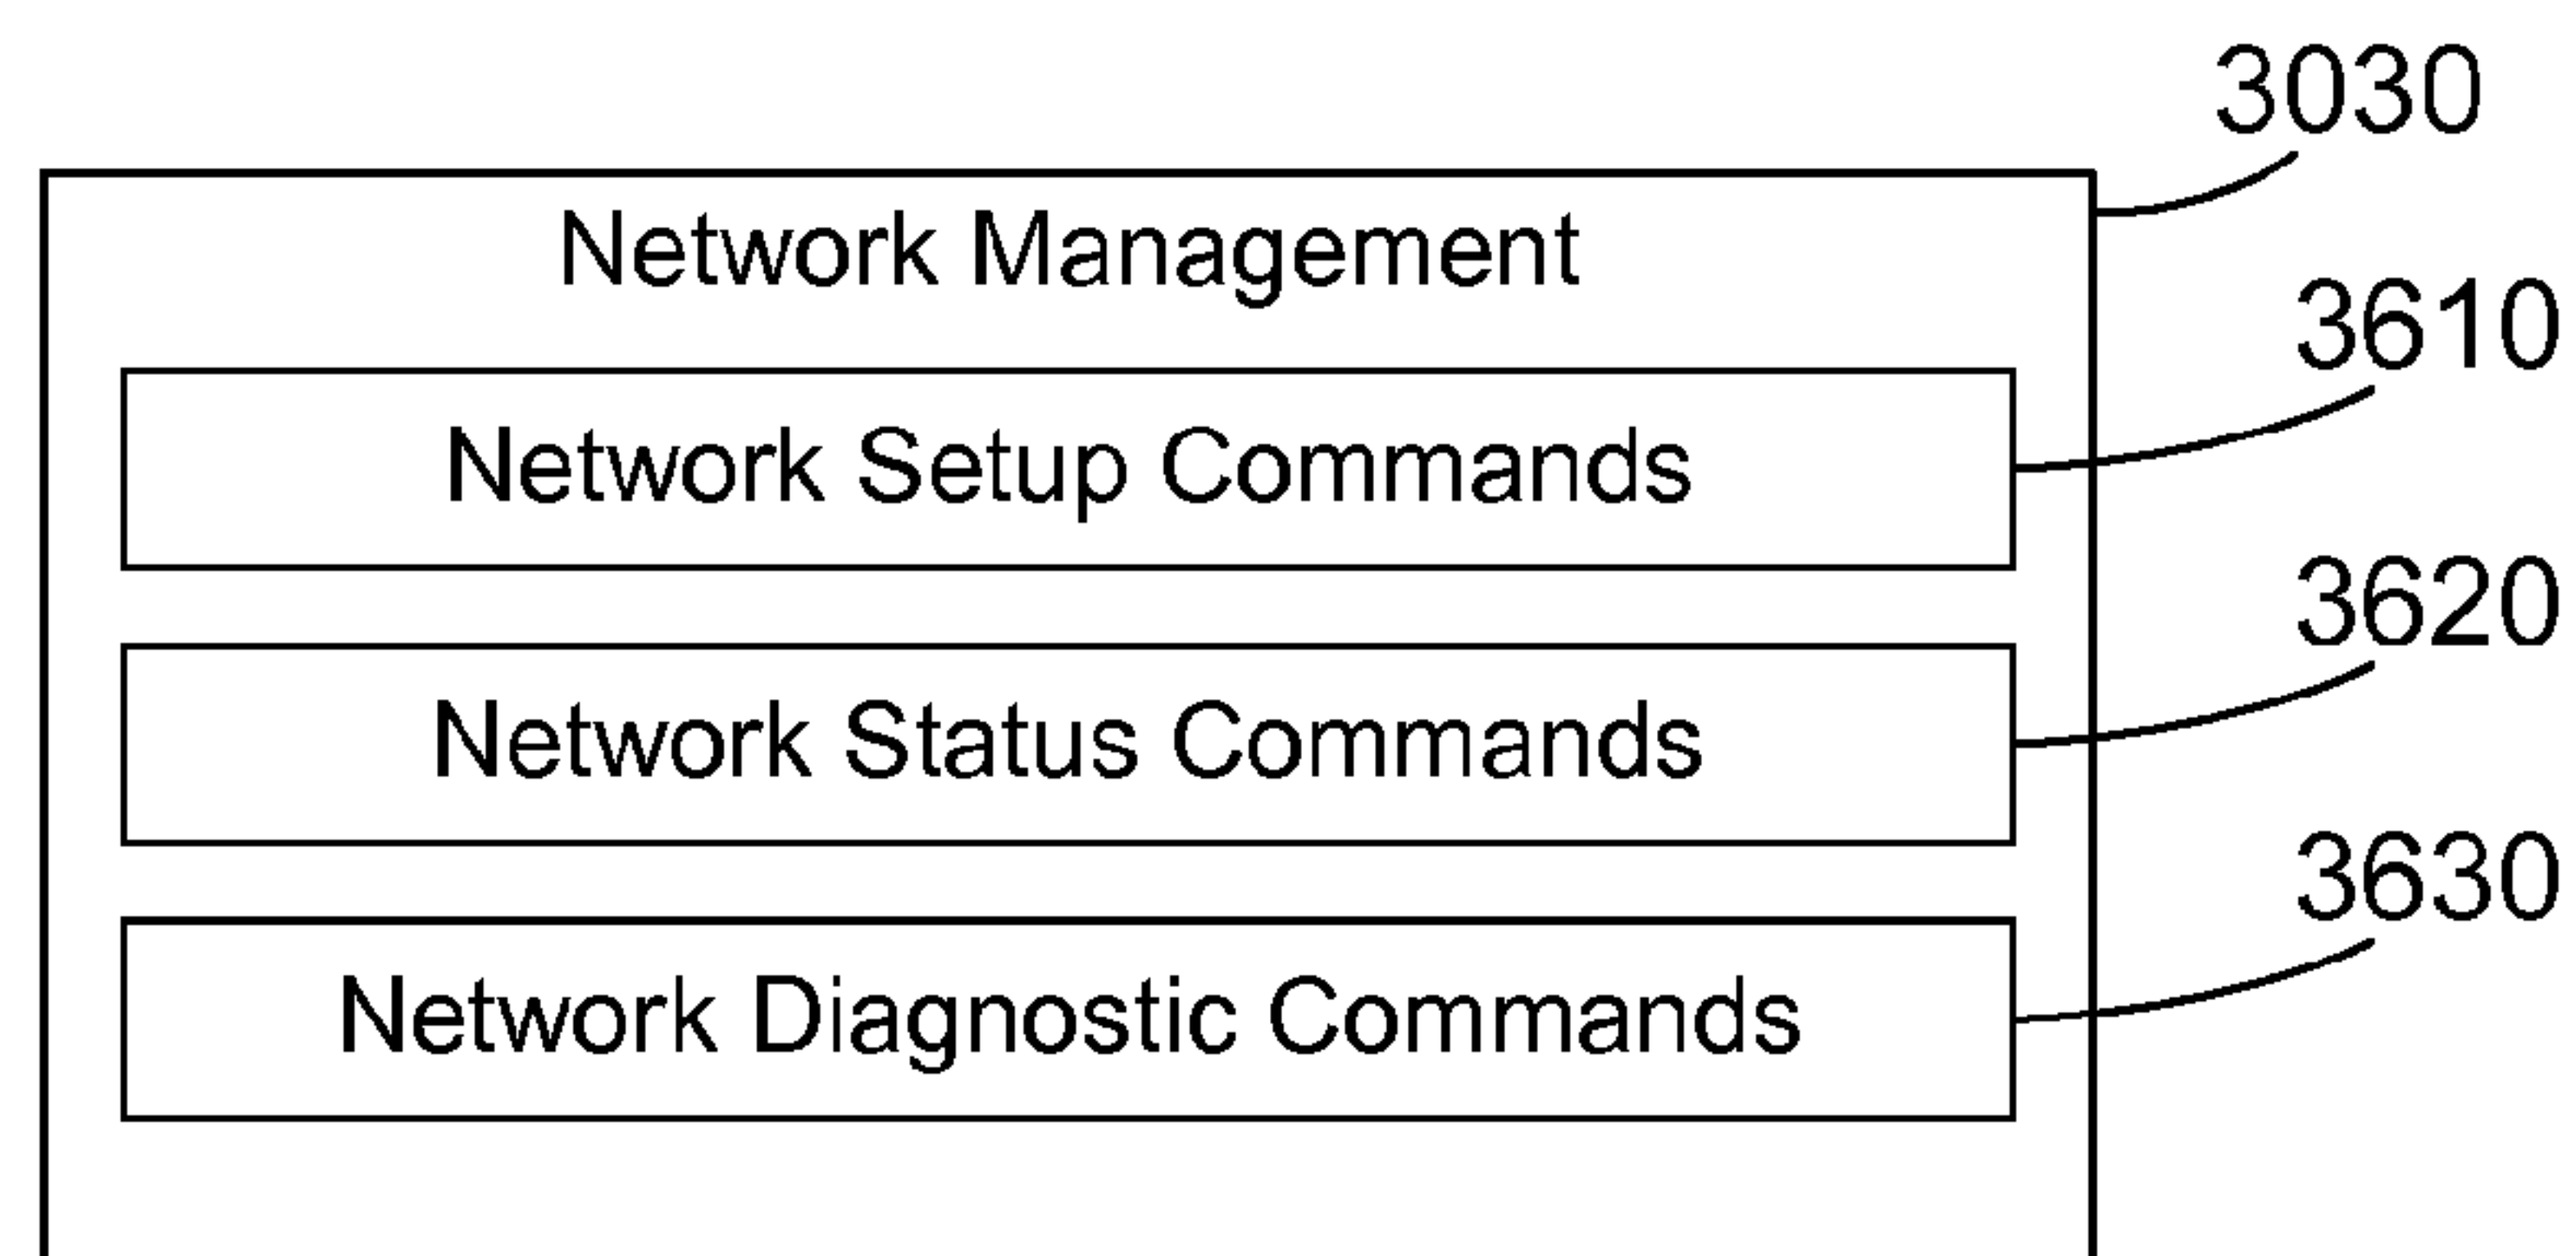 3030
Network Management
3610
Network Setup Commands
3620
Network Status Commands
3630
Network Diagnostic Commands